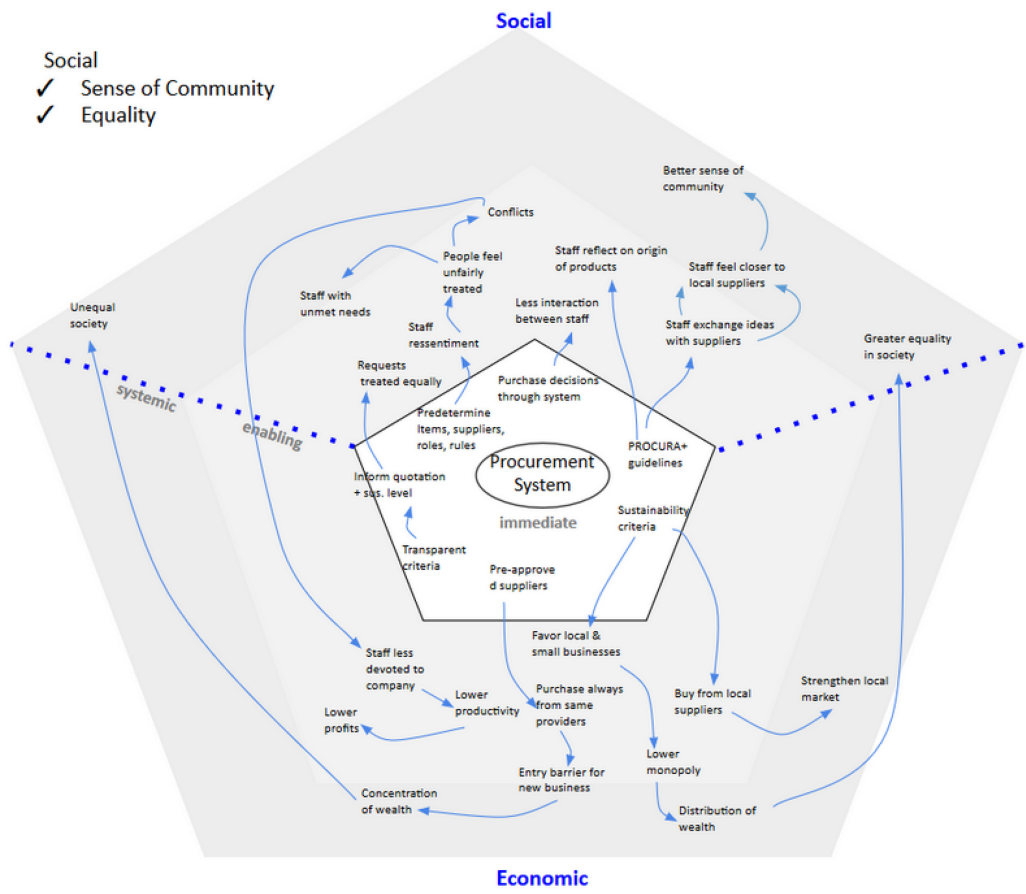 Social
Social
✓ Sense of Community
✓ Equality
Better sense of
community
Conflicts
Staff reflect on origin
of products
People feel
unfairly
treated
Staff feel closer to
local suppliers
Staff with
unmet needs
Less interaction
between staff
Unequal
society
Staff
ressentiment
Staff exchange ideas
with suppliers
Greater equality
in society
Requests
treated equally
Purchase decisions
through system
systemic
enabling
Predetermine
Items, suppliers,
roles, rules
PROCURA+
guidelines
Procurement
System
Inform quotation
+ sus. level
immediate
Sustainability
criteria
Transparent
criteria
Pre-approve
d suppliers
Favor local &
small businesses
Staff less
devoted to
company
Strengthen local
market
Buy from local
suppliers
Lower
productivity
Purchase always
from same
providers
Lower
profits
Lower
monopoly
Entry barrier for
new business
Concentration
of wealth
Distribution of
wealth
Economic